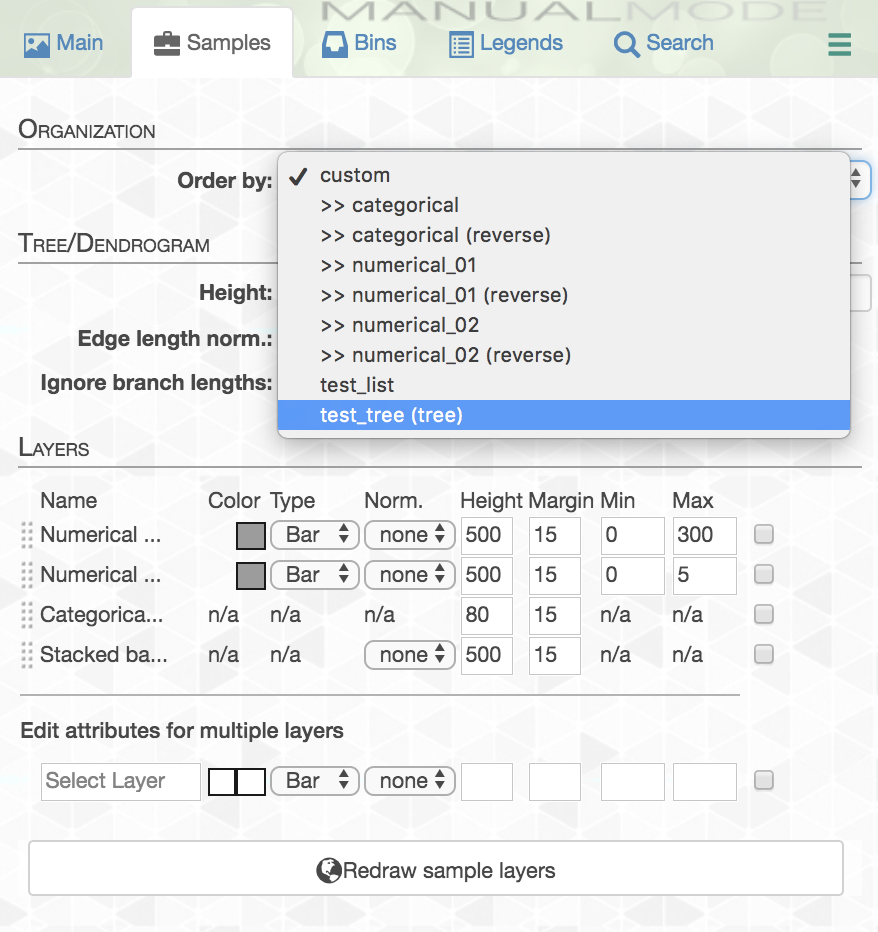 MANUALMODE
Main Samples Bins Legends Search
Organization
Order by:
✓ custom
>> categorical
>> categorical (reverse)
>> numerical_01
>> numerical_01 (reverse)
>> numerical_02
>> numerical_02 (reverse)
test_list
test_tree (tree)
Tree/Dendrogram
Height:
Edge length norm.:
Ignore branch lengths:
Layers
Name Color Type Norm. Height Margin Min Max
Numerical ... Bar none 500 15 0 300
Numerical ... Bar none 500 15 0 5
Categorica... n/a n/a n/a 80 15 n/a n/a
Stacked ba... n/a n/a none 500 15 n/a n/a
Edit attributes for multiple layers
Select Layer Bar none
Redraw sample layers